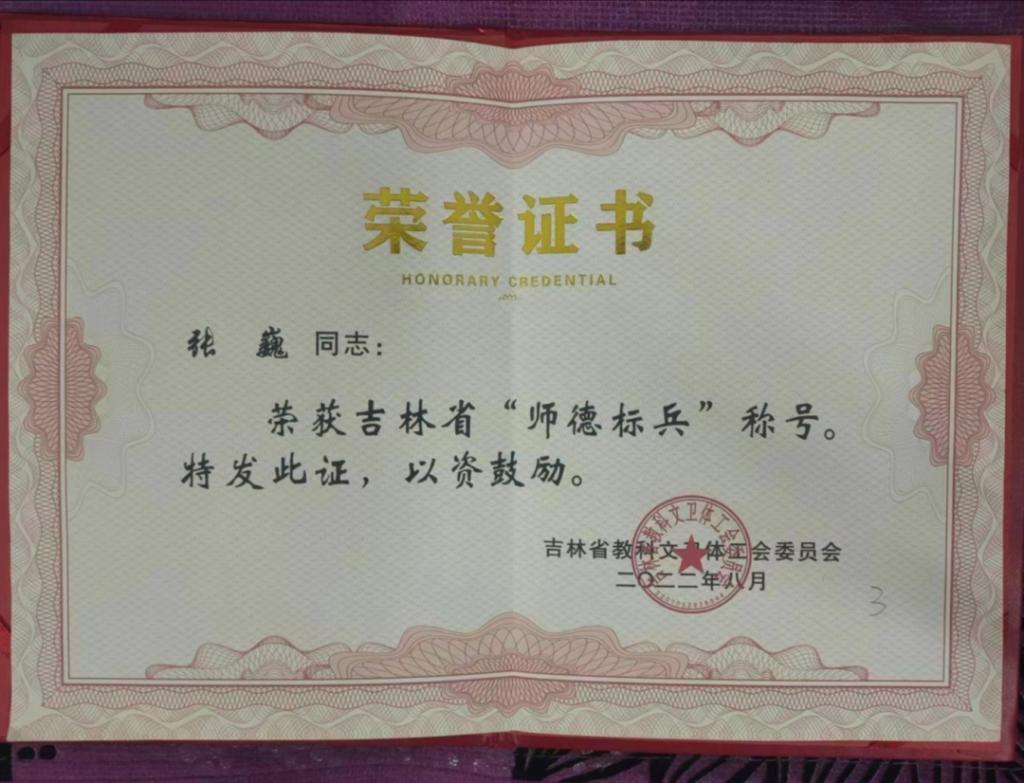 荣誉证书
HONORARY CREDENTIAL
张 巍 同志：
荣获吉林省“师德标兵”称号。
特发此证，以资鼓励。
吉林省教科文卫体工会委员会
二〇二二年八月
3